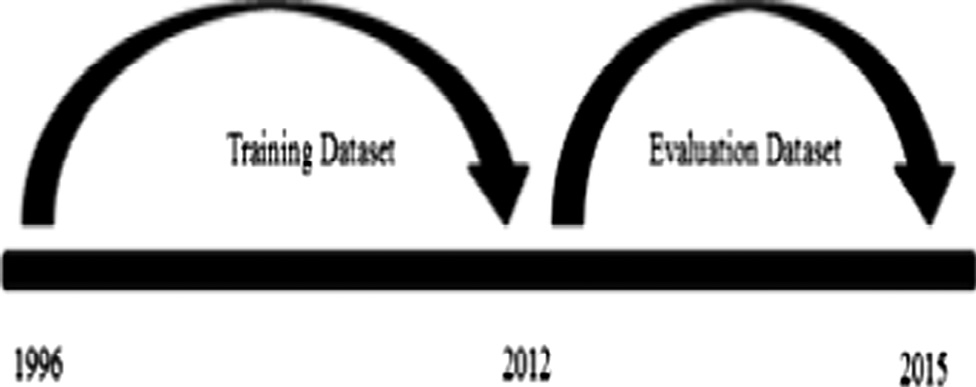 Training Dataset
Evaluation Dataset
1996
2012
2015